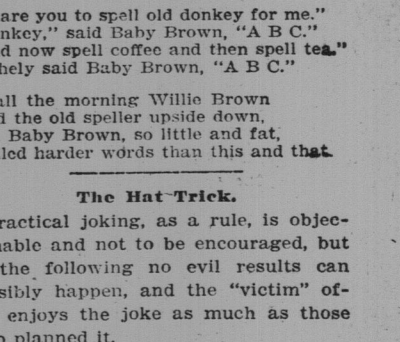 are you to spell old donkey for me."
nkey," said Baby Brown, "A B C."
d now spell coffee and then spell tea."
hely said Baby Brown, "A B C."
all the morning Willie Brown
d the old speller upside down,
Baby Brown, so little and fat,
lled harder words than this and that.
The Hat Trick.
ractical joking, as a rule, is objec-
nable and not to be encouraged, but
the following no evil results can
sibly happen, and the "victim" of-
enjoys the joke as much as those
o planned it.